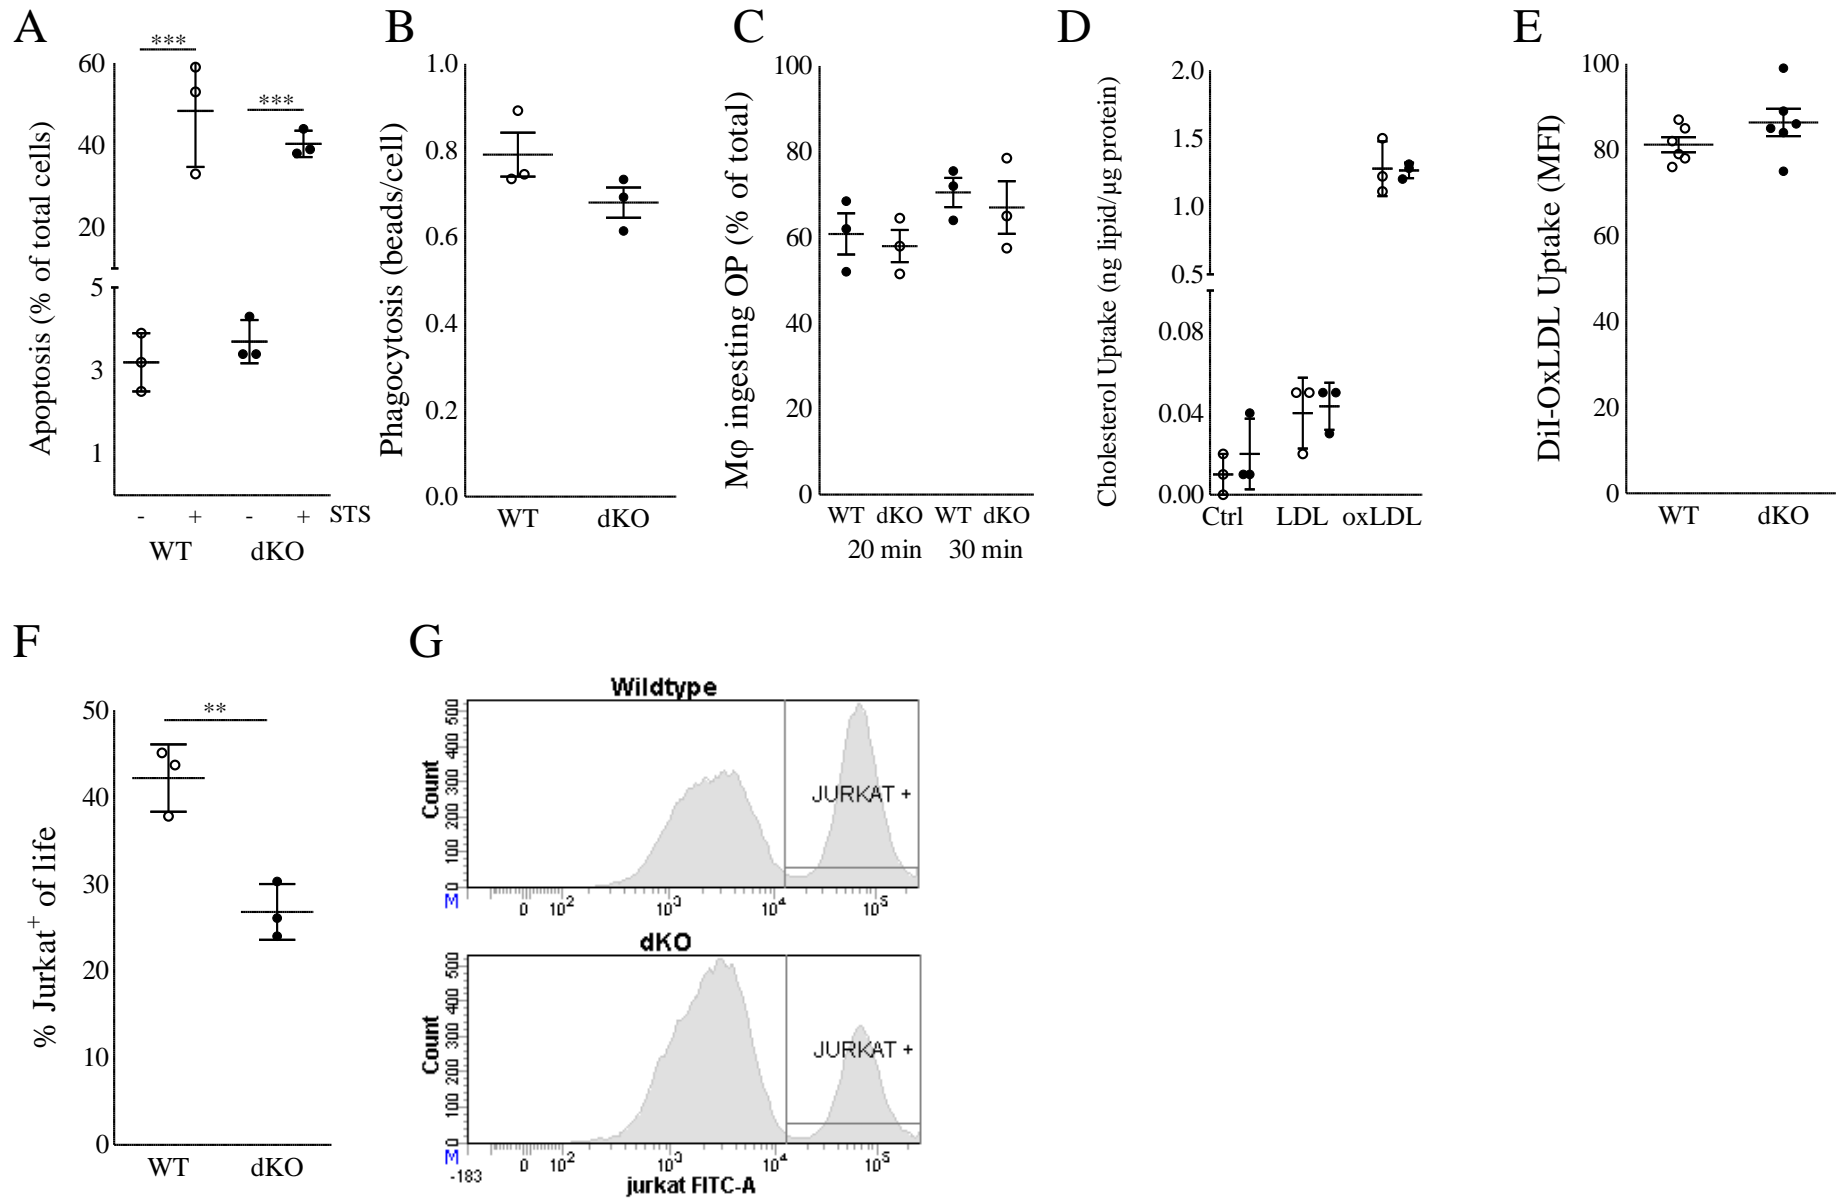 A
Apoptosis (% of total cells)
60
40
20
5
3
1
***
***
- + - + STS
WT dKO
B
Phagocytosis (beads/cell)
1.0
0.8
0.6
0.4
0.2
0.0
WT dKO
C
Mφ ingesting OP (% of total)
100
80
60
40
20
0
WT dKO WT dKO
20 min 30 min
D
Cholesterol Uptake (ng lipid/µg protein)
2.0
1.5
1.0
0.5
0.08
0.04
0.00
Ctrl LDL oxLDL
E
DiI-OxLDL Uptake (MFI)
100
80
60
40
20
0
WT dKO
F
% Jurkat+ of life
50
40
30
20
10
0
**
WT dKO
G
Wildtype
Count
500
400
300
200
100
0
JURKAT +
M
0 10² 10³ 10⁴ 10⁵
dKO
Count
500
400
300
200
100
0
JURKAT +
M
-183
0 10² 10³ 10⁴ 10⁵
jurkat FITC-A